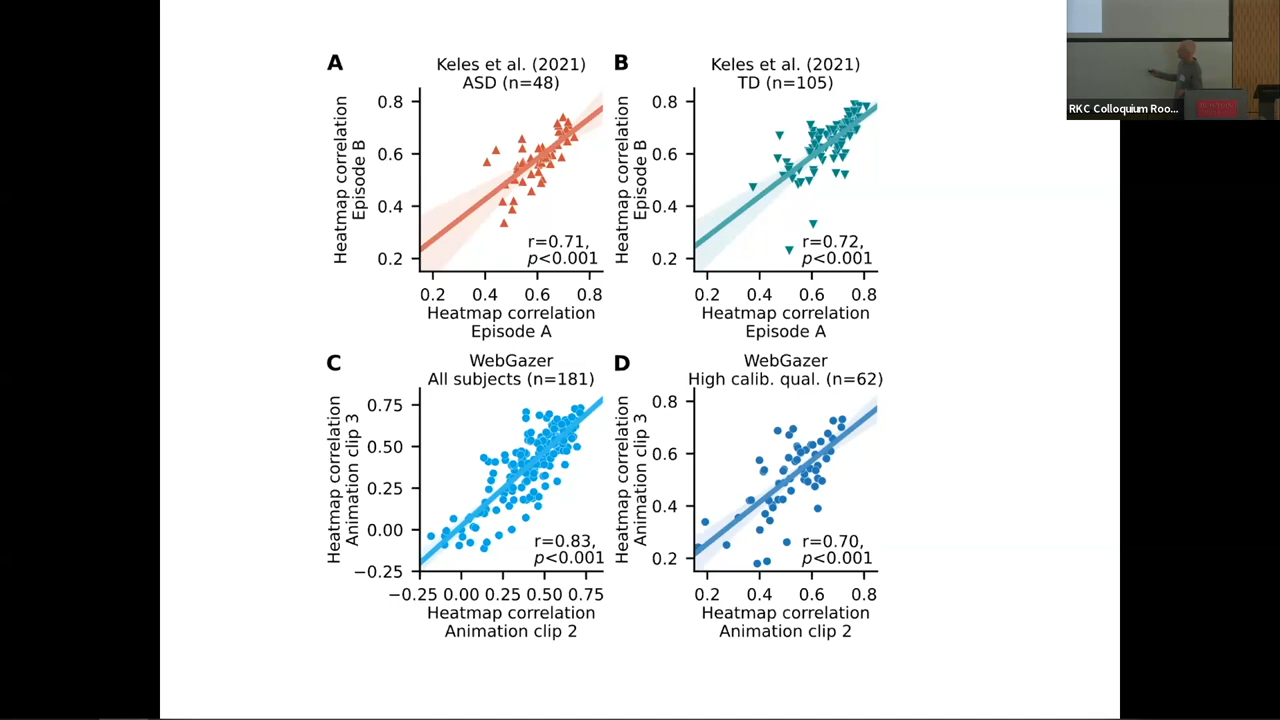 A
Keles et al. (2021)
ASD (n=48)
Heatmap correlation
Episode B
0.8
0.6
0.4
0.2
r=0.71,
p<0.001
0.2 0.4 0.6 0.8
Heatmap correlation
Episode A
B
Keles et al. (2021)
TD (n=105)
Heatmap correlation
Episode B
0.8
0.6
0.4
0.2
r=0.72,
p<0.001
0.2 0.4 0.6 0.8
Heatmap correlation
Episode A
C
WebGazer
All subjects (n=181)
Heatmap correlation
Animation clip 3
0.75
0.50
0.25
0.00
−0.25
r=0.83,
p<0.001
−0.25 0.00 0.25 0.50 0.75
Heatmap correlation
Animation clip 2
D
WebGazer
High calib. qual. (n=62)
Heatmap correlation
Animation clip 3
0.8
0.6
0.4
0.2
r=0.70,
p<0.001
0.2 0.4 0.6 0.8
Heatmap correlation
Animation clip 2
RKC Colloquium Roo...